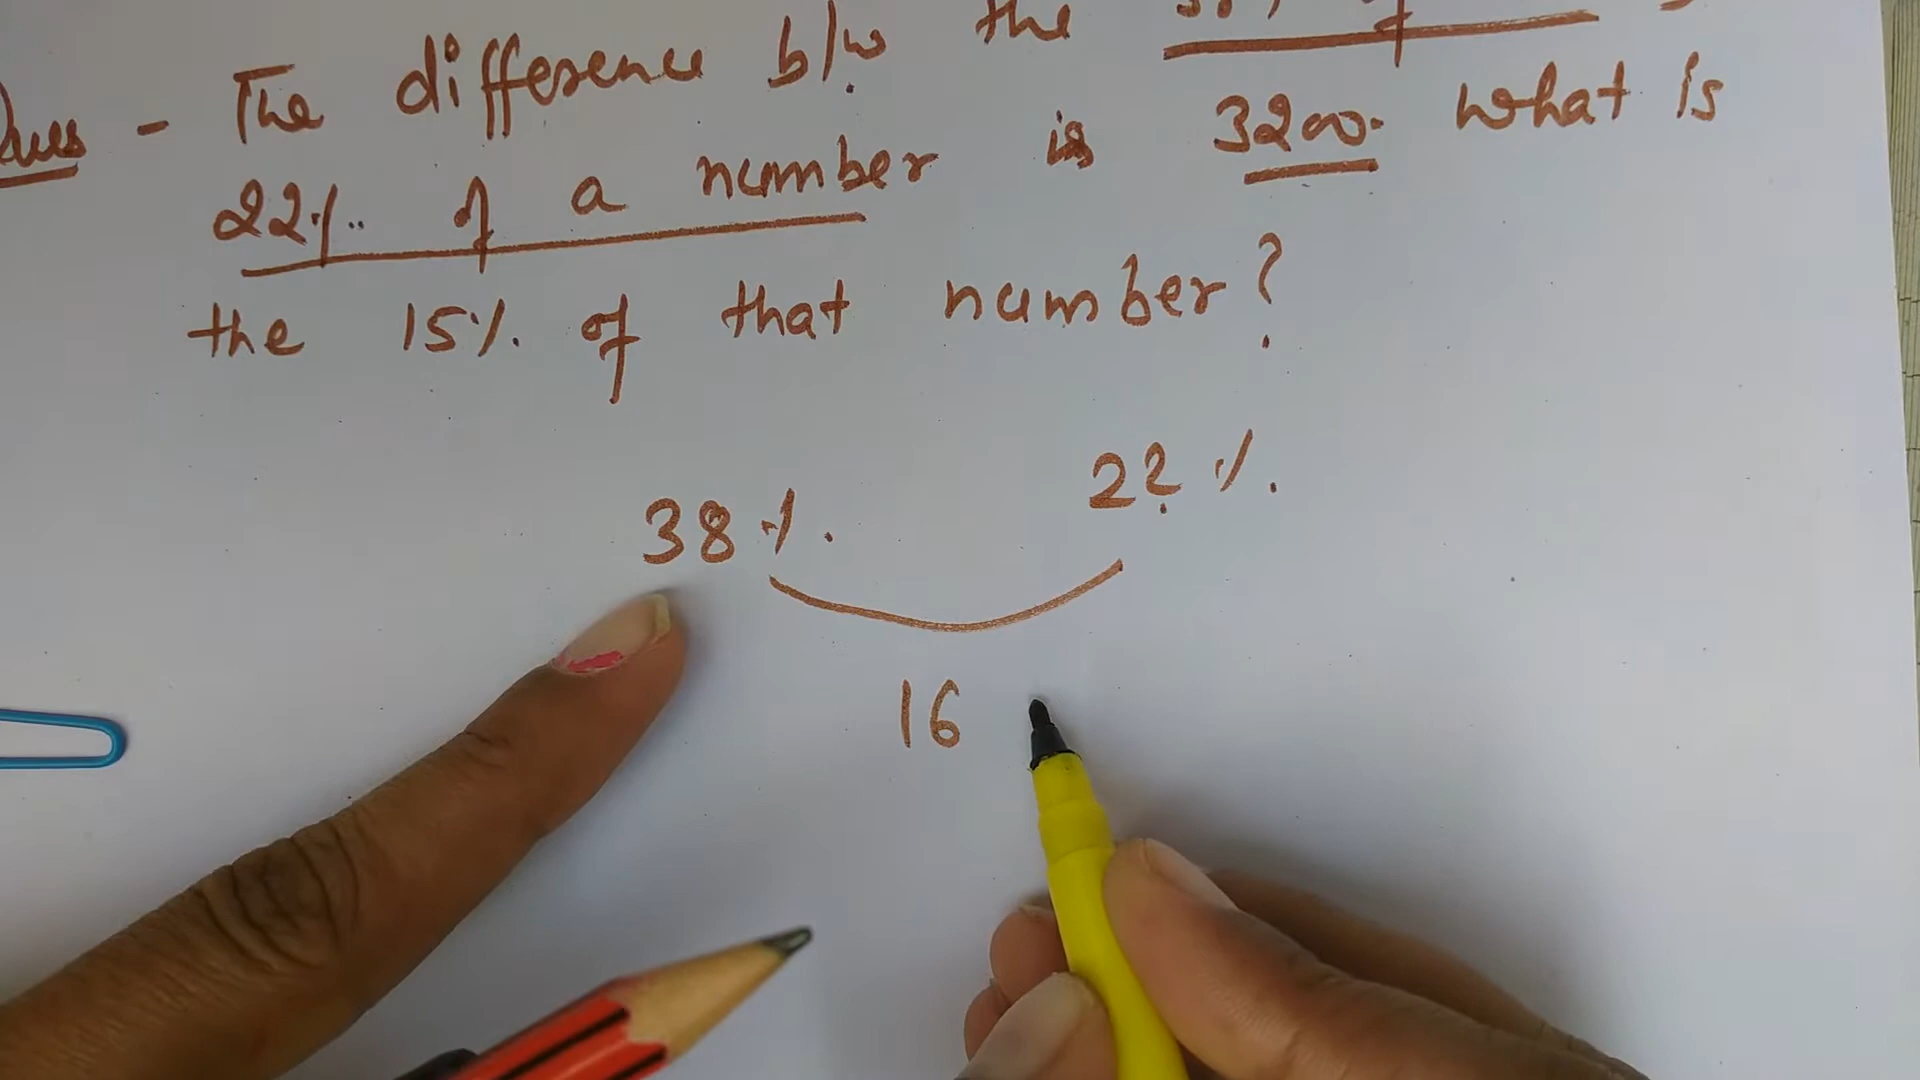 Ques - The difference b/w the
22% of a number is 3200. What is
the 15% of that number?
38% 22%
16